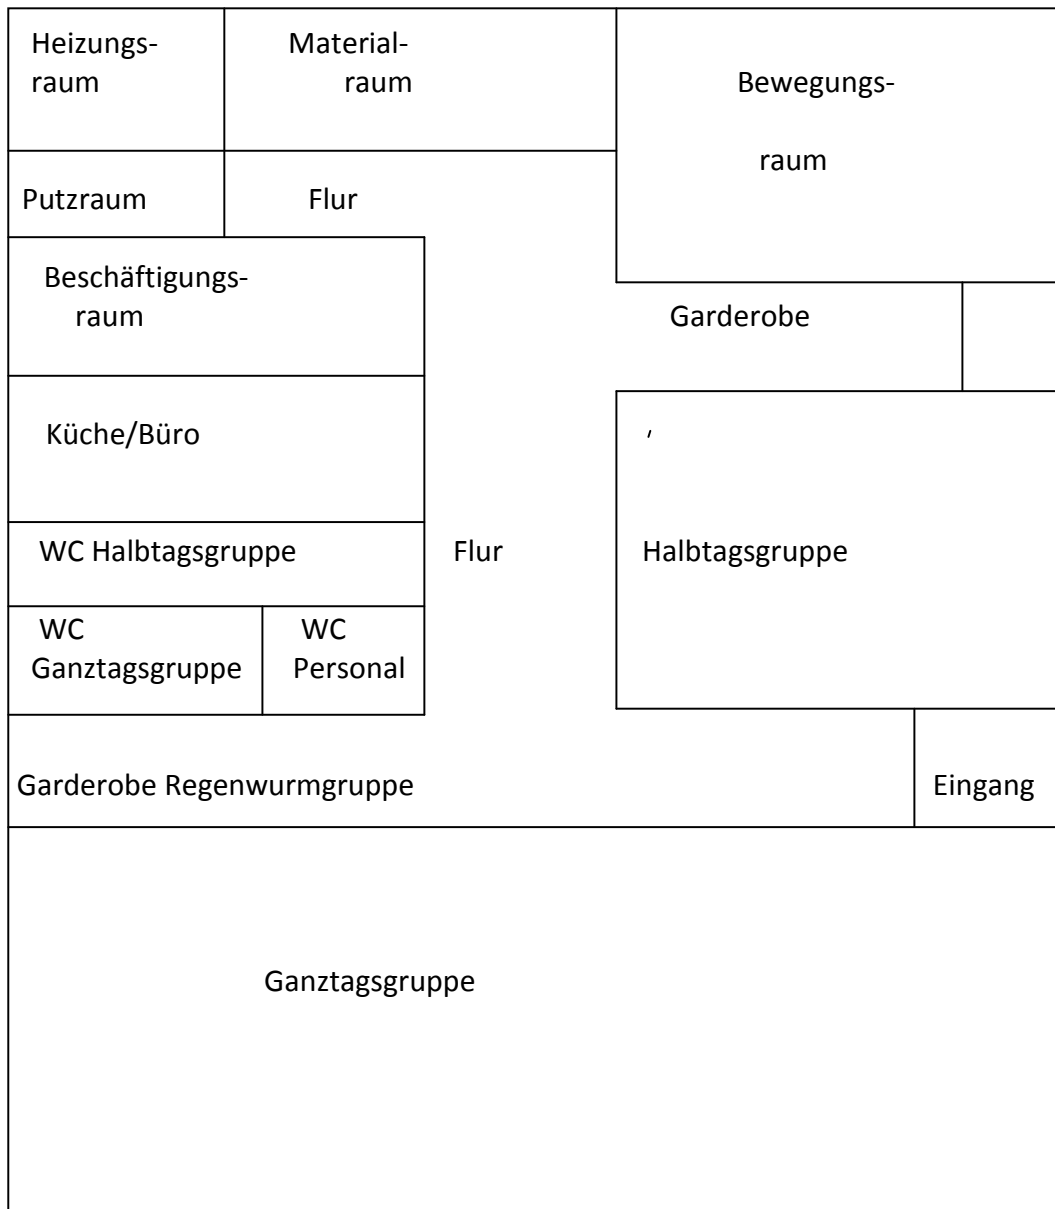 Heizungs-
raum
Material-
raum
Bewegungs-
raum
Putzraum
Flur
Beschäftigungs-
raum
Garderobe
Küche/Büro
,
WC Halbtagsgruppe
Flur
Halbtagsgruppe
WC
Ganztagsgruppe
WC
Personal
Garderobe Regenwurmgruppe
Eingang
Ganztagsgruppe